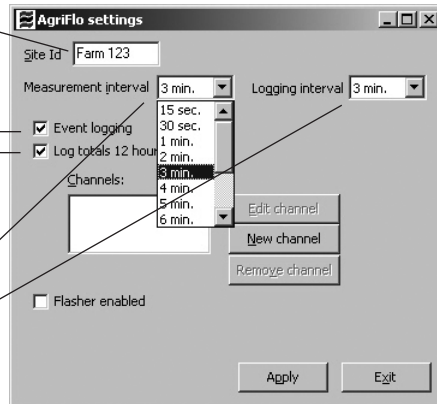 AgriFlo settings
Site Id Farm 123
Measurement interval 3 min. Logging interval 3 min.
15 sec.
30 sec.
1 min.
2 min.
3 min.
4 min.
5 min.
6 min.
Event logging
Log totals 12 hour
Channels:
Edit channel
New channel
Remove channel
Flasher enabled
Apply Exit